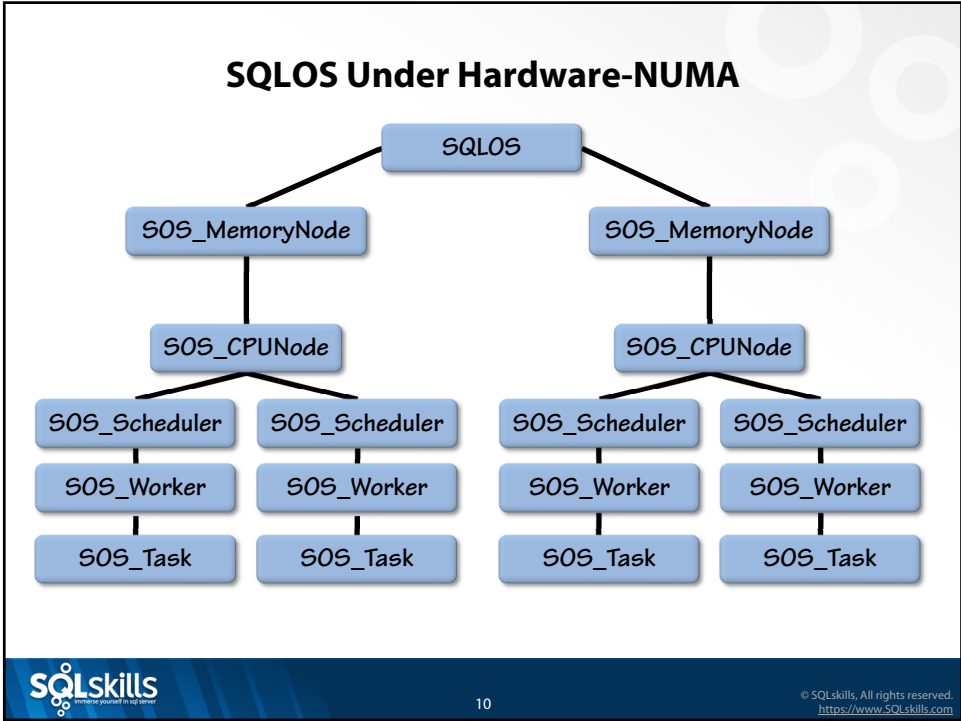 SQLOS Under Hardware-NUMA
SQLOS
SOS_MemoryNode SOS_MemoryNode
SOS_CPUNode SOS_CPUNode
SOS_Scheduler SOS_Scheduler SOS_Scheduler SOS_Scheduler
SOS_Worker SOS_Worker SOS_Worker SOS_Worker
SOS_Task SOS_Task SOS_Task SOS_Task
SQLskills
immerse yourself in sql server
10
© SQLskills, All rights reserved.
https://www.SQLskills.com